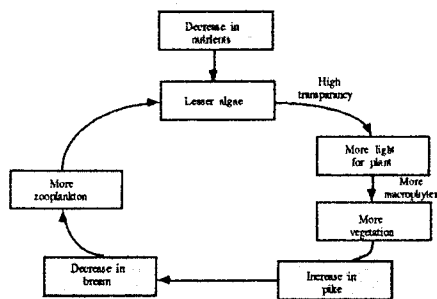 Decrease in
nutrients
Lesser algae
High
transparancy
More light
for plant
More
macrophytes
More
vegetation
Increase in
pike
Decrease in
bream
More
zooplankton